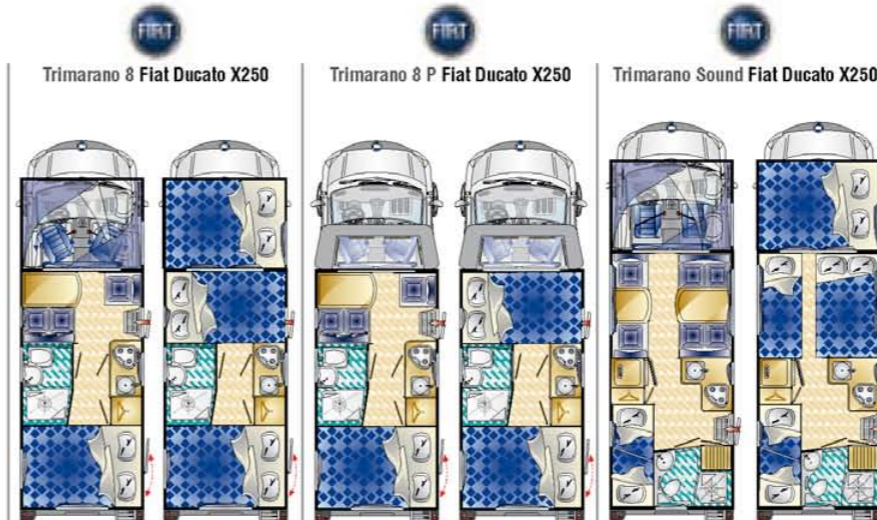 FIAT
FIAT
FIAT
Trimarano 8 Fiat Ducato X250
Trimarano 8 P Fiat Ducato X250
Trimarano Sound Fiat Ducato X250